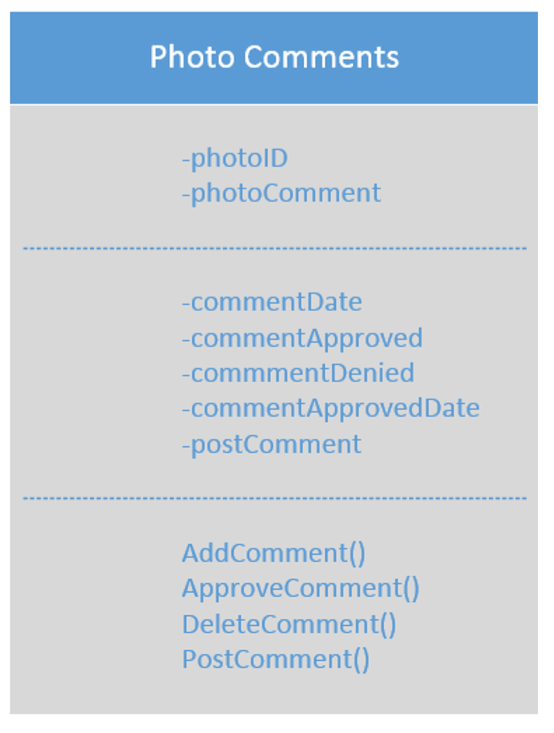 Photo Comments
-photoID
-photoComment
-commentDate
-commentApproved
-commmentDenied
-commentApprovedDate
-postComment
AddComment()
ApproveComment()
DeleteComment()
PostComment()